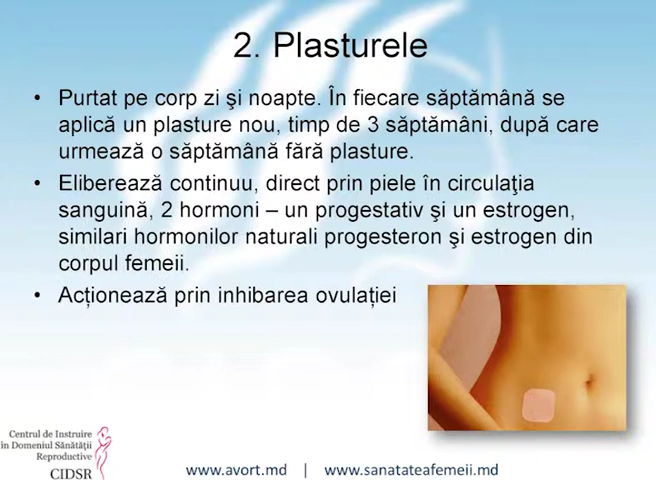 2. Plasturele
• Purtat pe corp zi şi noapte. În fiecare săptămână se
aplică un plasture nou, timp de 3 săptămâni, după care
urmează o săptămână fără plasture.
• Eliberează continuu, direct prin piele în circulaţia
sanguină, 2 hormoni – un progestativ şi un estrogen,
similari hormonilor naturali progesteron şi estrogen din
corpul femeii.
• Acționează prin inhibarea ovulației
Centrul de Instruire
în Domeniul Sănătății
Reproductive
CIDSR
www.avort.md | www.sanatateafemeii.md